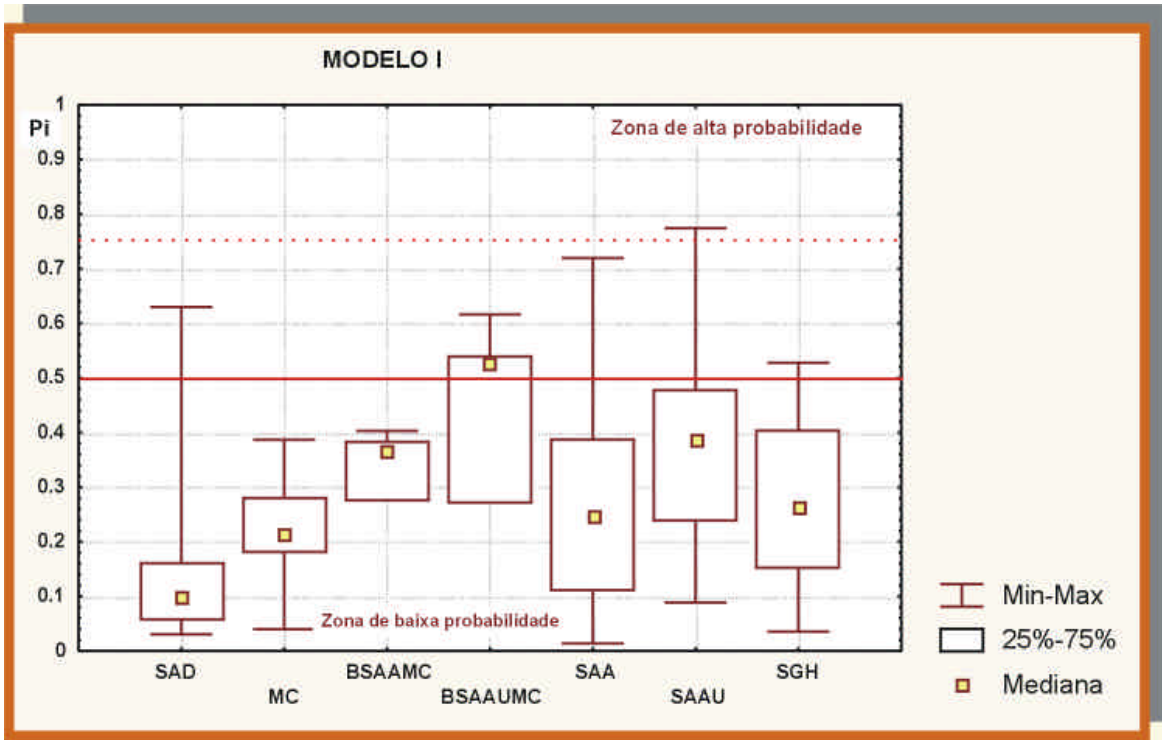 MODELO I
Pi
1
0.9
0.8
0.7
0.6
0.5
0.4
0.3
0.2
0.1
0
Zona de alta probabilidade
Zona de baixa probabilidade
SAD
MC
BSAAMC
BSAAUMC
SAA
SAAU
SGH
Min-Max
25%-75%
Mediana